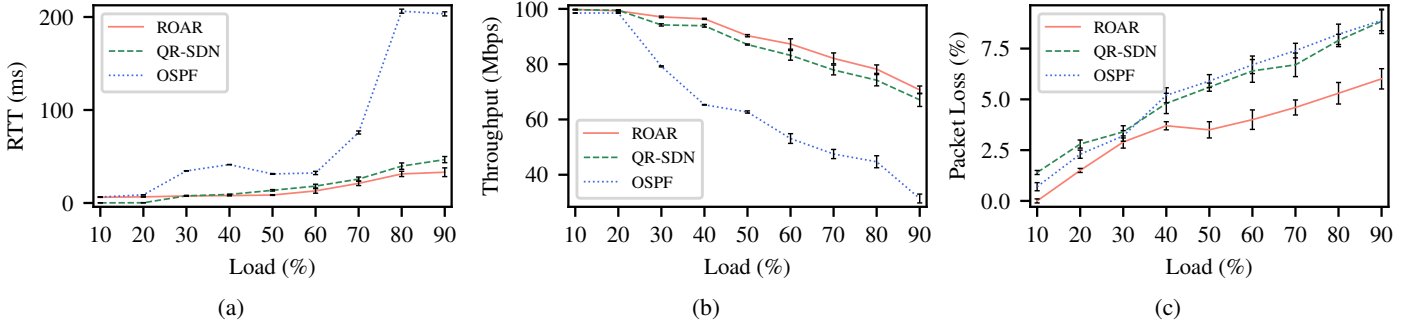 200
100
0
RTT (ms)
ROAR
QR-SDN
OSPF
10 20 30 40 50 60 70 80 90
Load (%)
(a)
100
80
60
40
Throughput (Mbps)
ROAR
QR-SDN
OSPF
10 20 30 40 50 60 70 80 90
Load (%)
(b)
7.5
5.0
2.5
0.0
Packet Loss (%)
ROAR
QR-SDN
OSPF
10 20 30 40 50 60 70 80 90
Load (%)
(c)